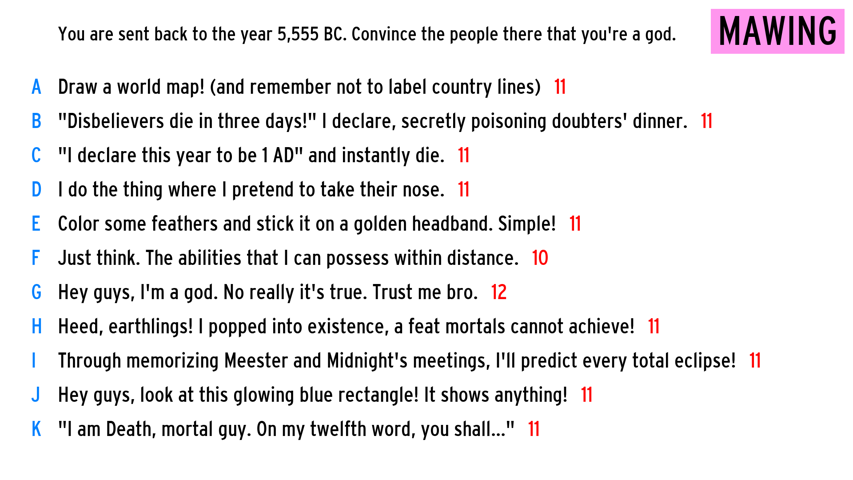 You are sent back to the year 5,555 BC. Convince the people there that you're a god.
MAWING
A Draw a world map! (and remember not to label country lines) 11
B "Disbelievers die in three days!" I declare, secretly poisoning doubters' dinner. 11
C "I declare this year to be 1 AD" and instantly die. 11
D I do the thing where I pretend to take their nose. 11
E Color some feathers and stick it on a golden headband. Simple! 11
F Just think. The abilities that I can possess within distance. 10
G Hey guys, I'm a god. No really it's true. Trust me bro. 12
H Heed, earthlings! I popped into existence, a feat mortals cannot achieve! 11
I Through memorizing Meester and Midnight's meetings, I'll predict every total eclipse! 11
J Hey guys, look at this glowing blue rectangle! It shows anything! 11
K "I am Death, mortal guy. On my twelfth word, you shall..." 11